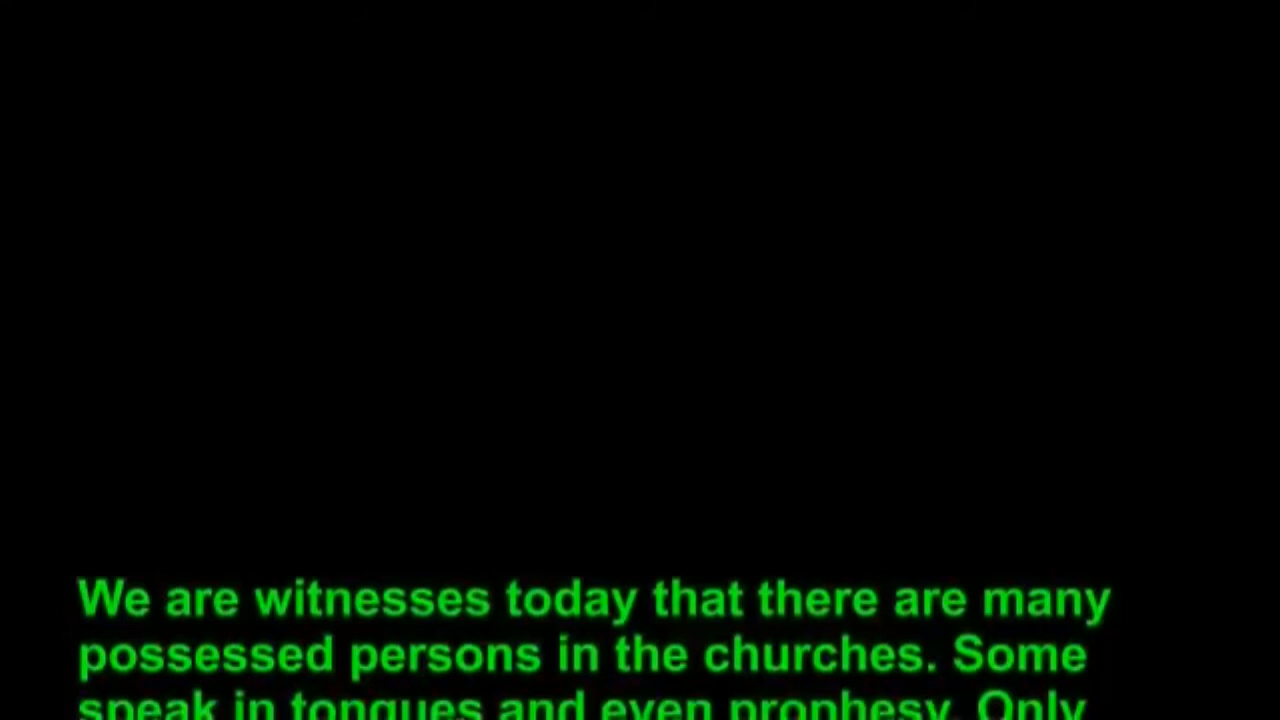 We are witnesses today that there are many
possessed persons in the churches. Some
speak in tongues and even prophesy. Only